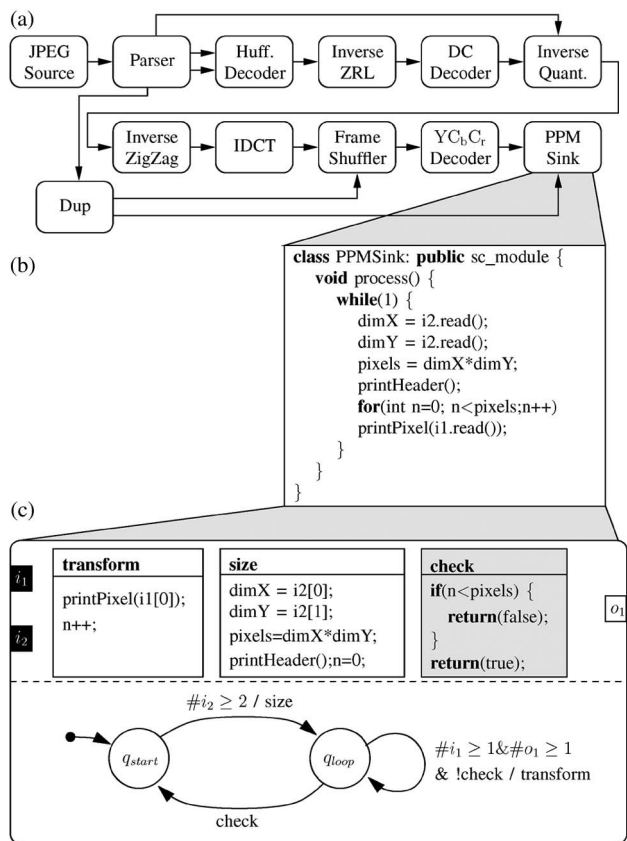 (a)
JPEG
Source
Parser
Huff.
Decoder
Inverse
ZRL
DC
Decoder
Inverse
Quant.
Inverse
ZigZag
IDCT
Frame
Shuffler
YCbCr
Decoder
PPM
Sink
Dup
(b)
class PPMSink: public sc_module {
void process() {
while(1) {
dimX = i2.read();
dimY = i2.read();
pixels = dimX*dimY;
printHeader();
for(int n=0; n<pixels;n++)
printPixel(i1.read());
}
}
}
(c)
i1
i2
transform
printPixel(i1[0]);
n++;
size
dimX = i2[0];
dimY = i2[1];
pixels=dimX*dimY;
printHeader();n=0;
check
if(n<pixels) {
return(false);
}
return(true);
o1
#i2 ≥ 2 / size
qstart
qloop
#i1 ≥ 1&#o1 ≥ 1
& !check / transform
check